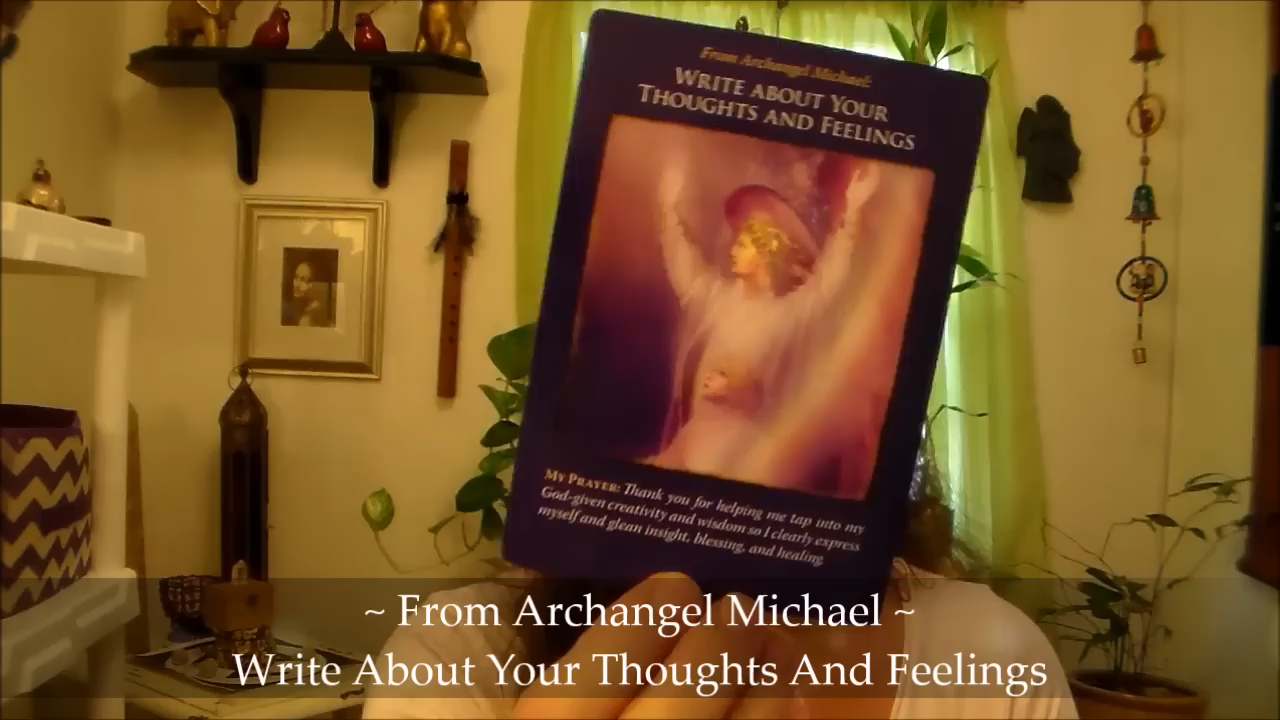 From Archangel Michael:
WRITE ABOUT YOUR
THOUGHTS AND FEELINGS
MY PRAYER: Thank you for helping me tap into my
God-given creativity and wisdom so I clearly express
myself and glean insight, blessing, and healing.
~ From Archangel Michael ~
Write About Your Thoughts And Feelings